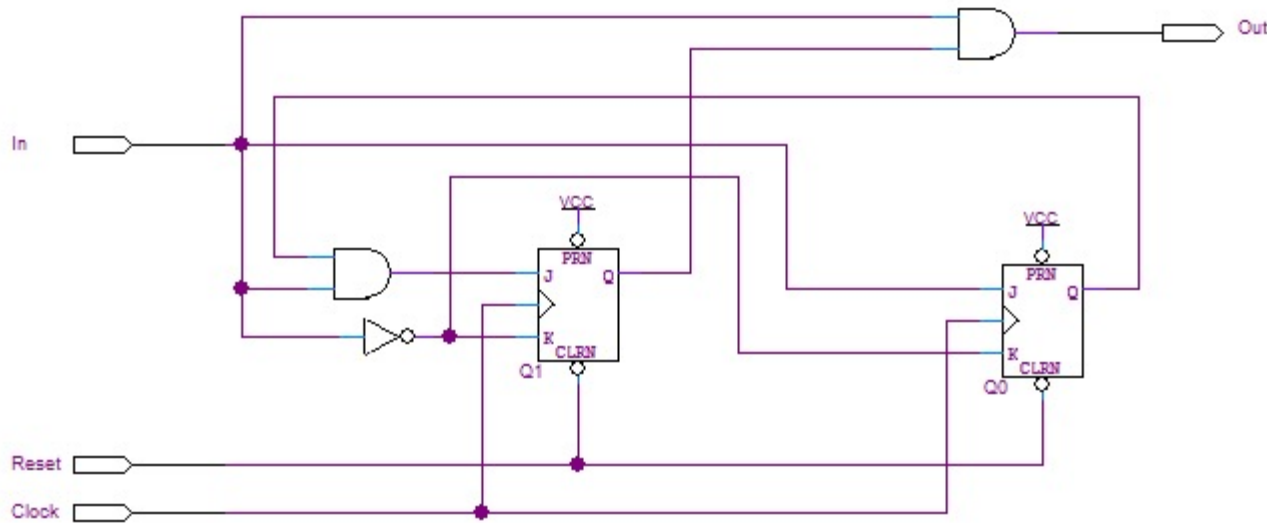 Out
In
VCC
PRN
J
Q
K
CLRN
Q1
VCC
PRN
J
Q
K
CLRN
Q0
Reset
Clock